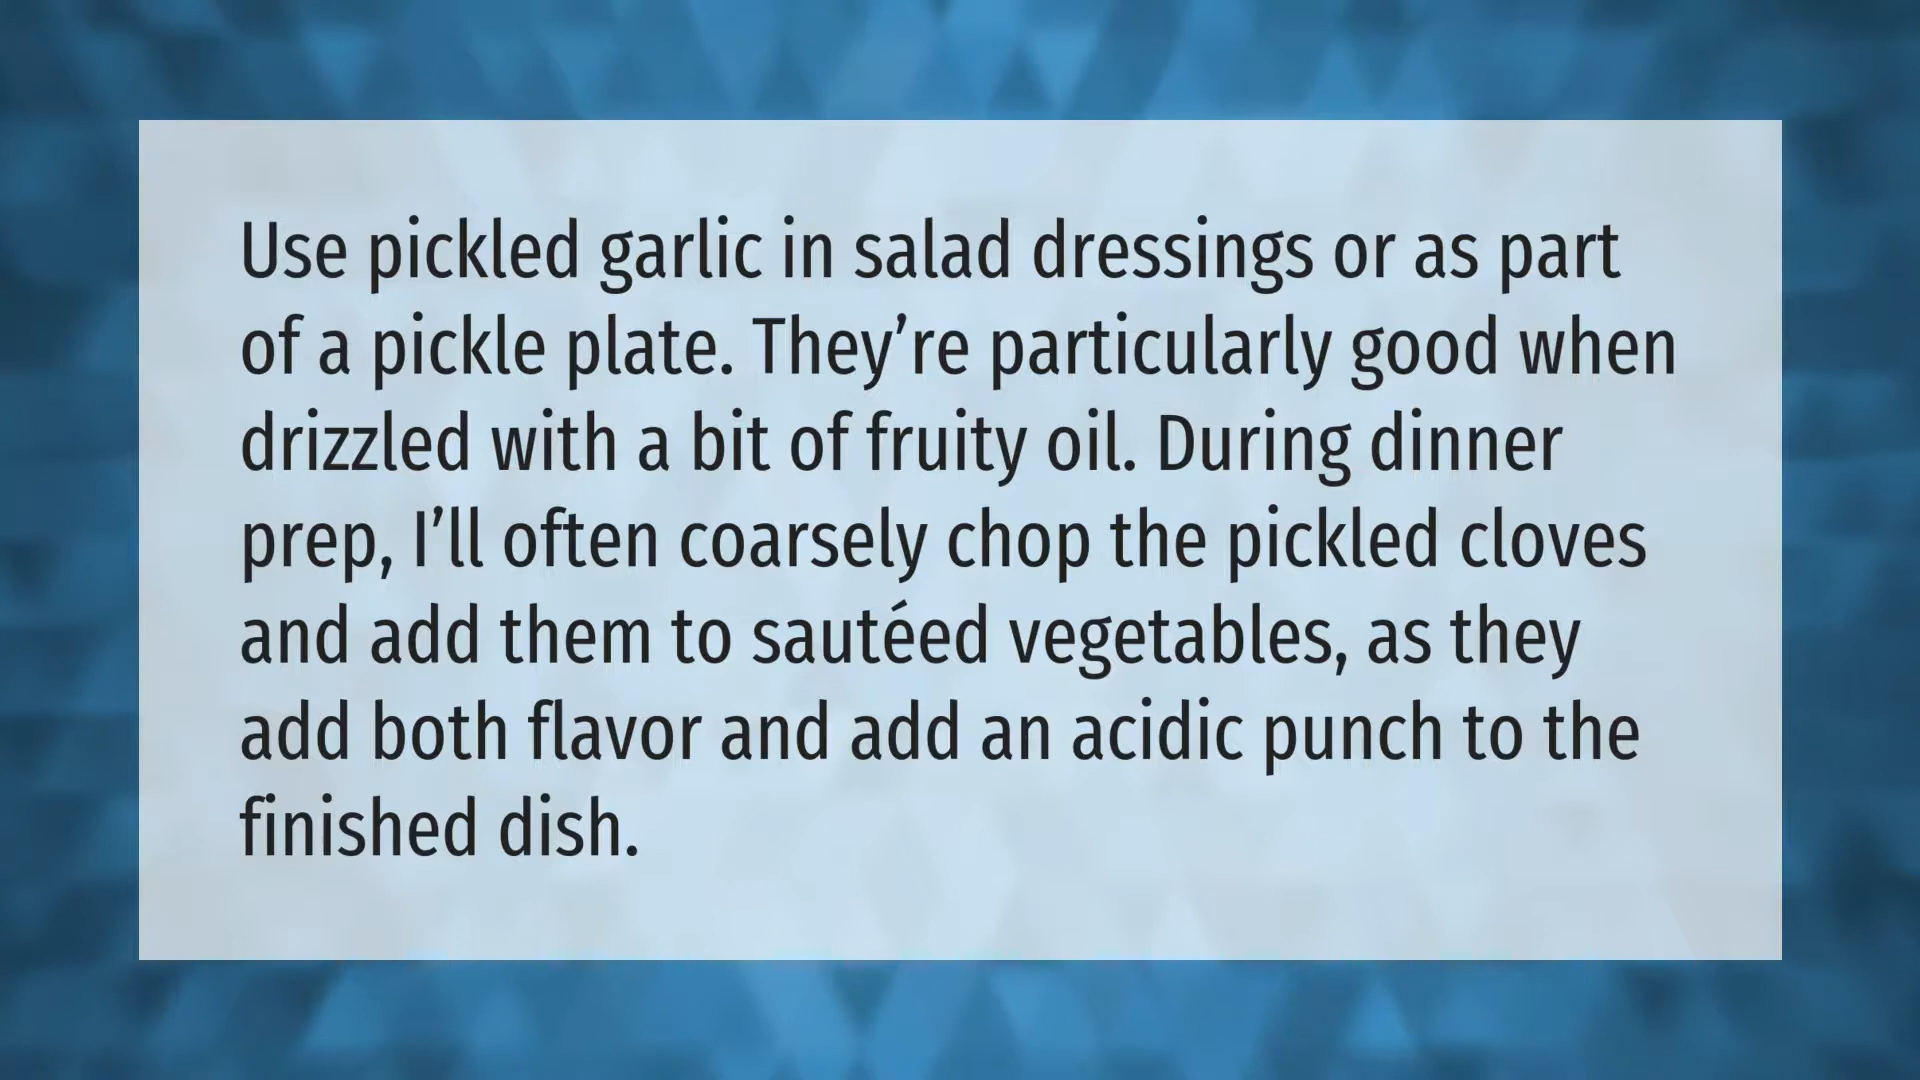 Use pickled garlic in salad dressings or as part
of a pickle plate. They’re particularly good when
drizzled with a bit of fruity oil. During dinner
prep, I’ll often coarsely chop the pickled cloves
and add them to sautéed vegetables, as they
add both flavor and add an acidic punch to the
finished dish.